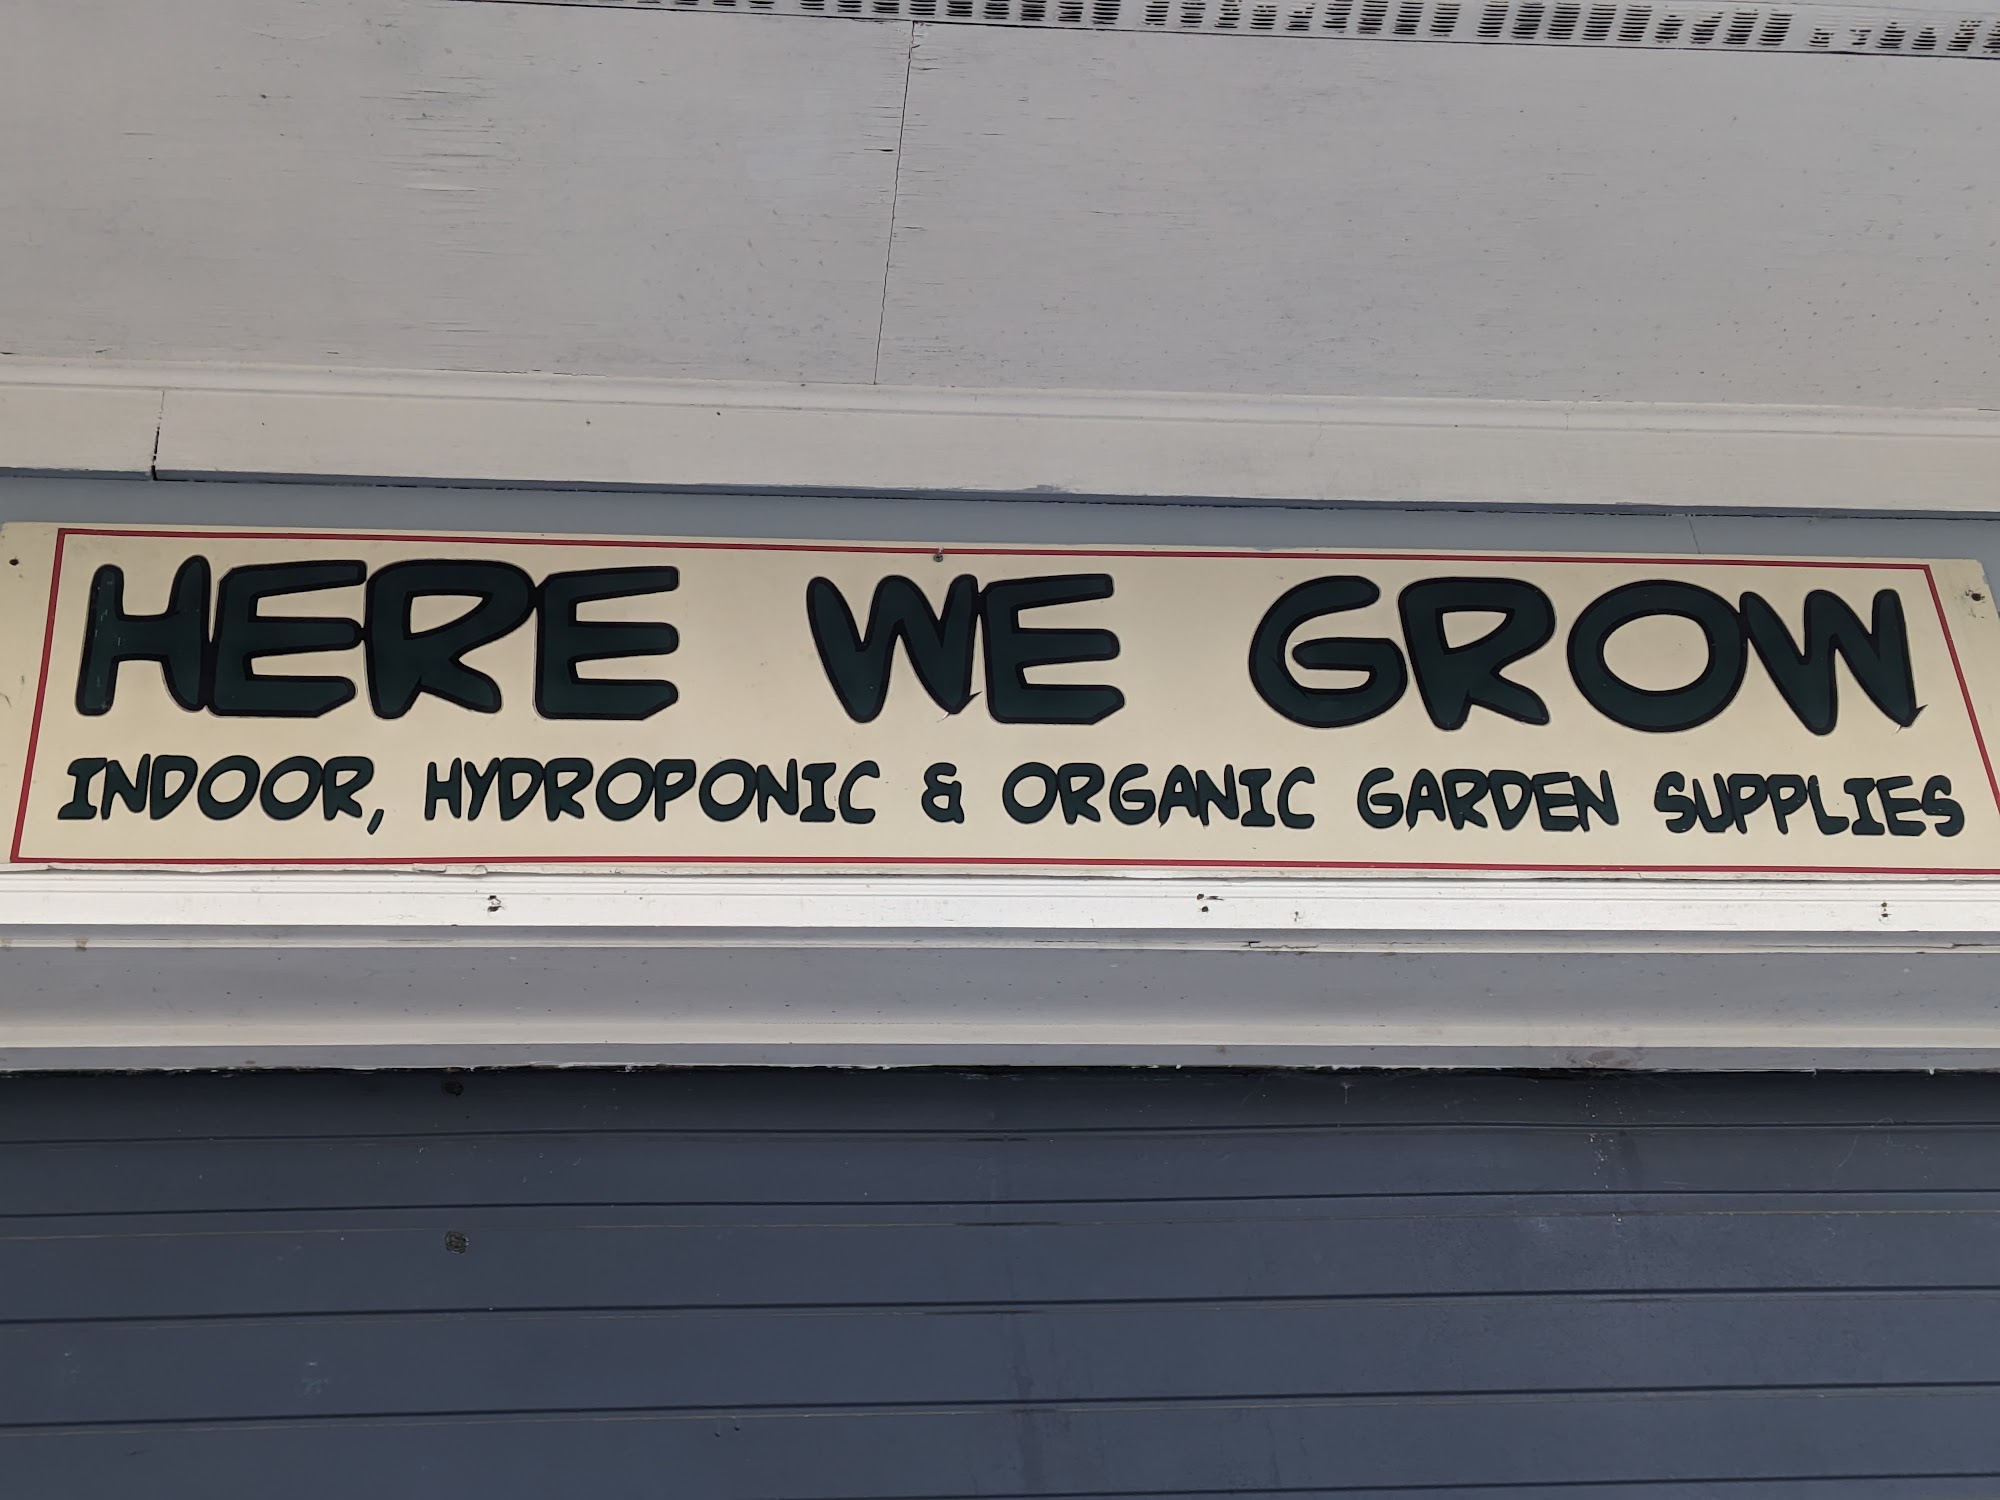 HERE WE GROW
INDOOR, HYDROPONIC & ORGANIC GARDEN SUPPLIES